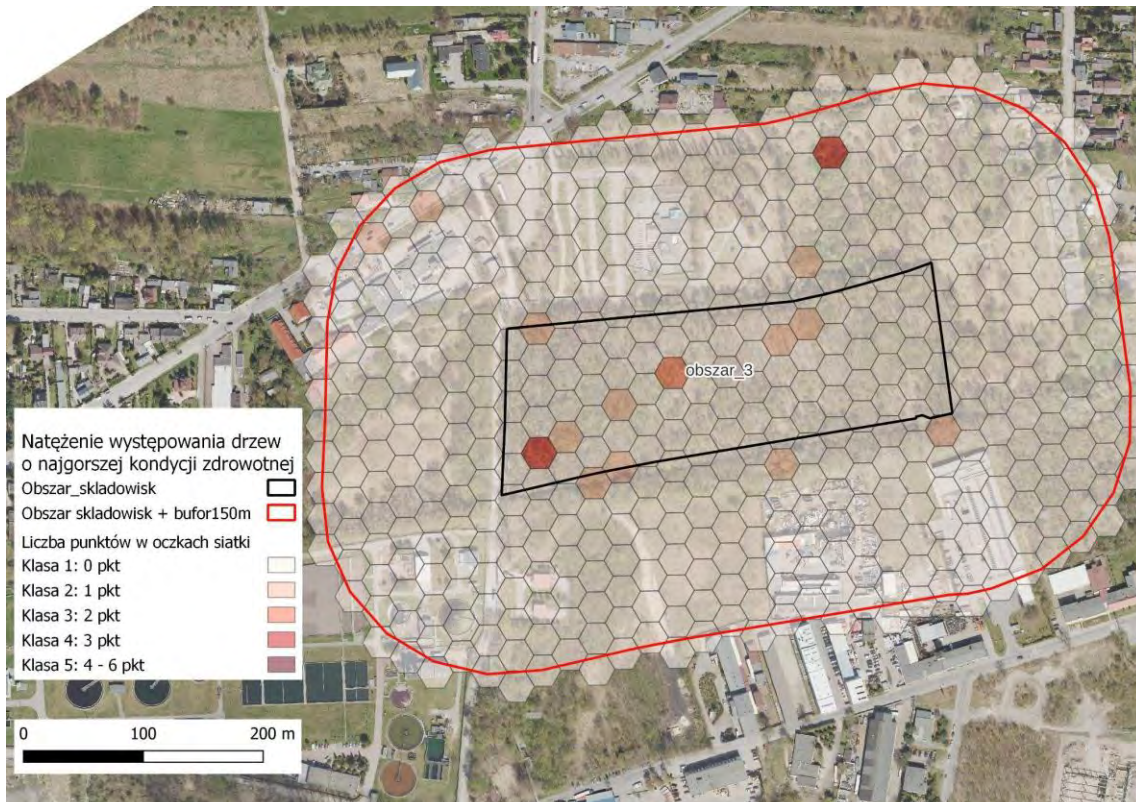 obszar_3
Natężenie występowania drzew
o najgorszej kondycji zdrowotnej
Obszar_skladowisk
Obszar skladowisk + bufor150m
Liczba punktów w oczkach siatki
Klasa 1: 0 pkt
Klasa 2: 1 pkt
Klasa 3: 2 pkt
Klasa 4: 3 pkt
Klasa 5: 4 - 6 pkt
0 100 200 m